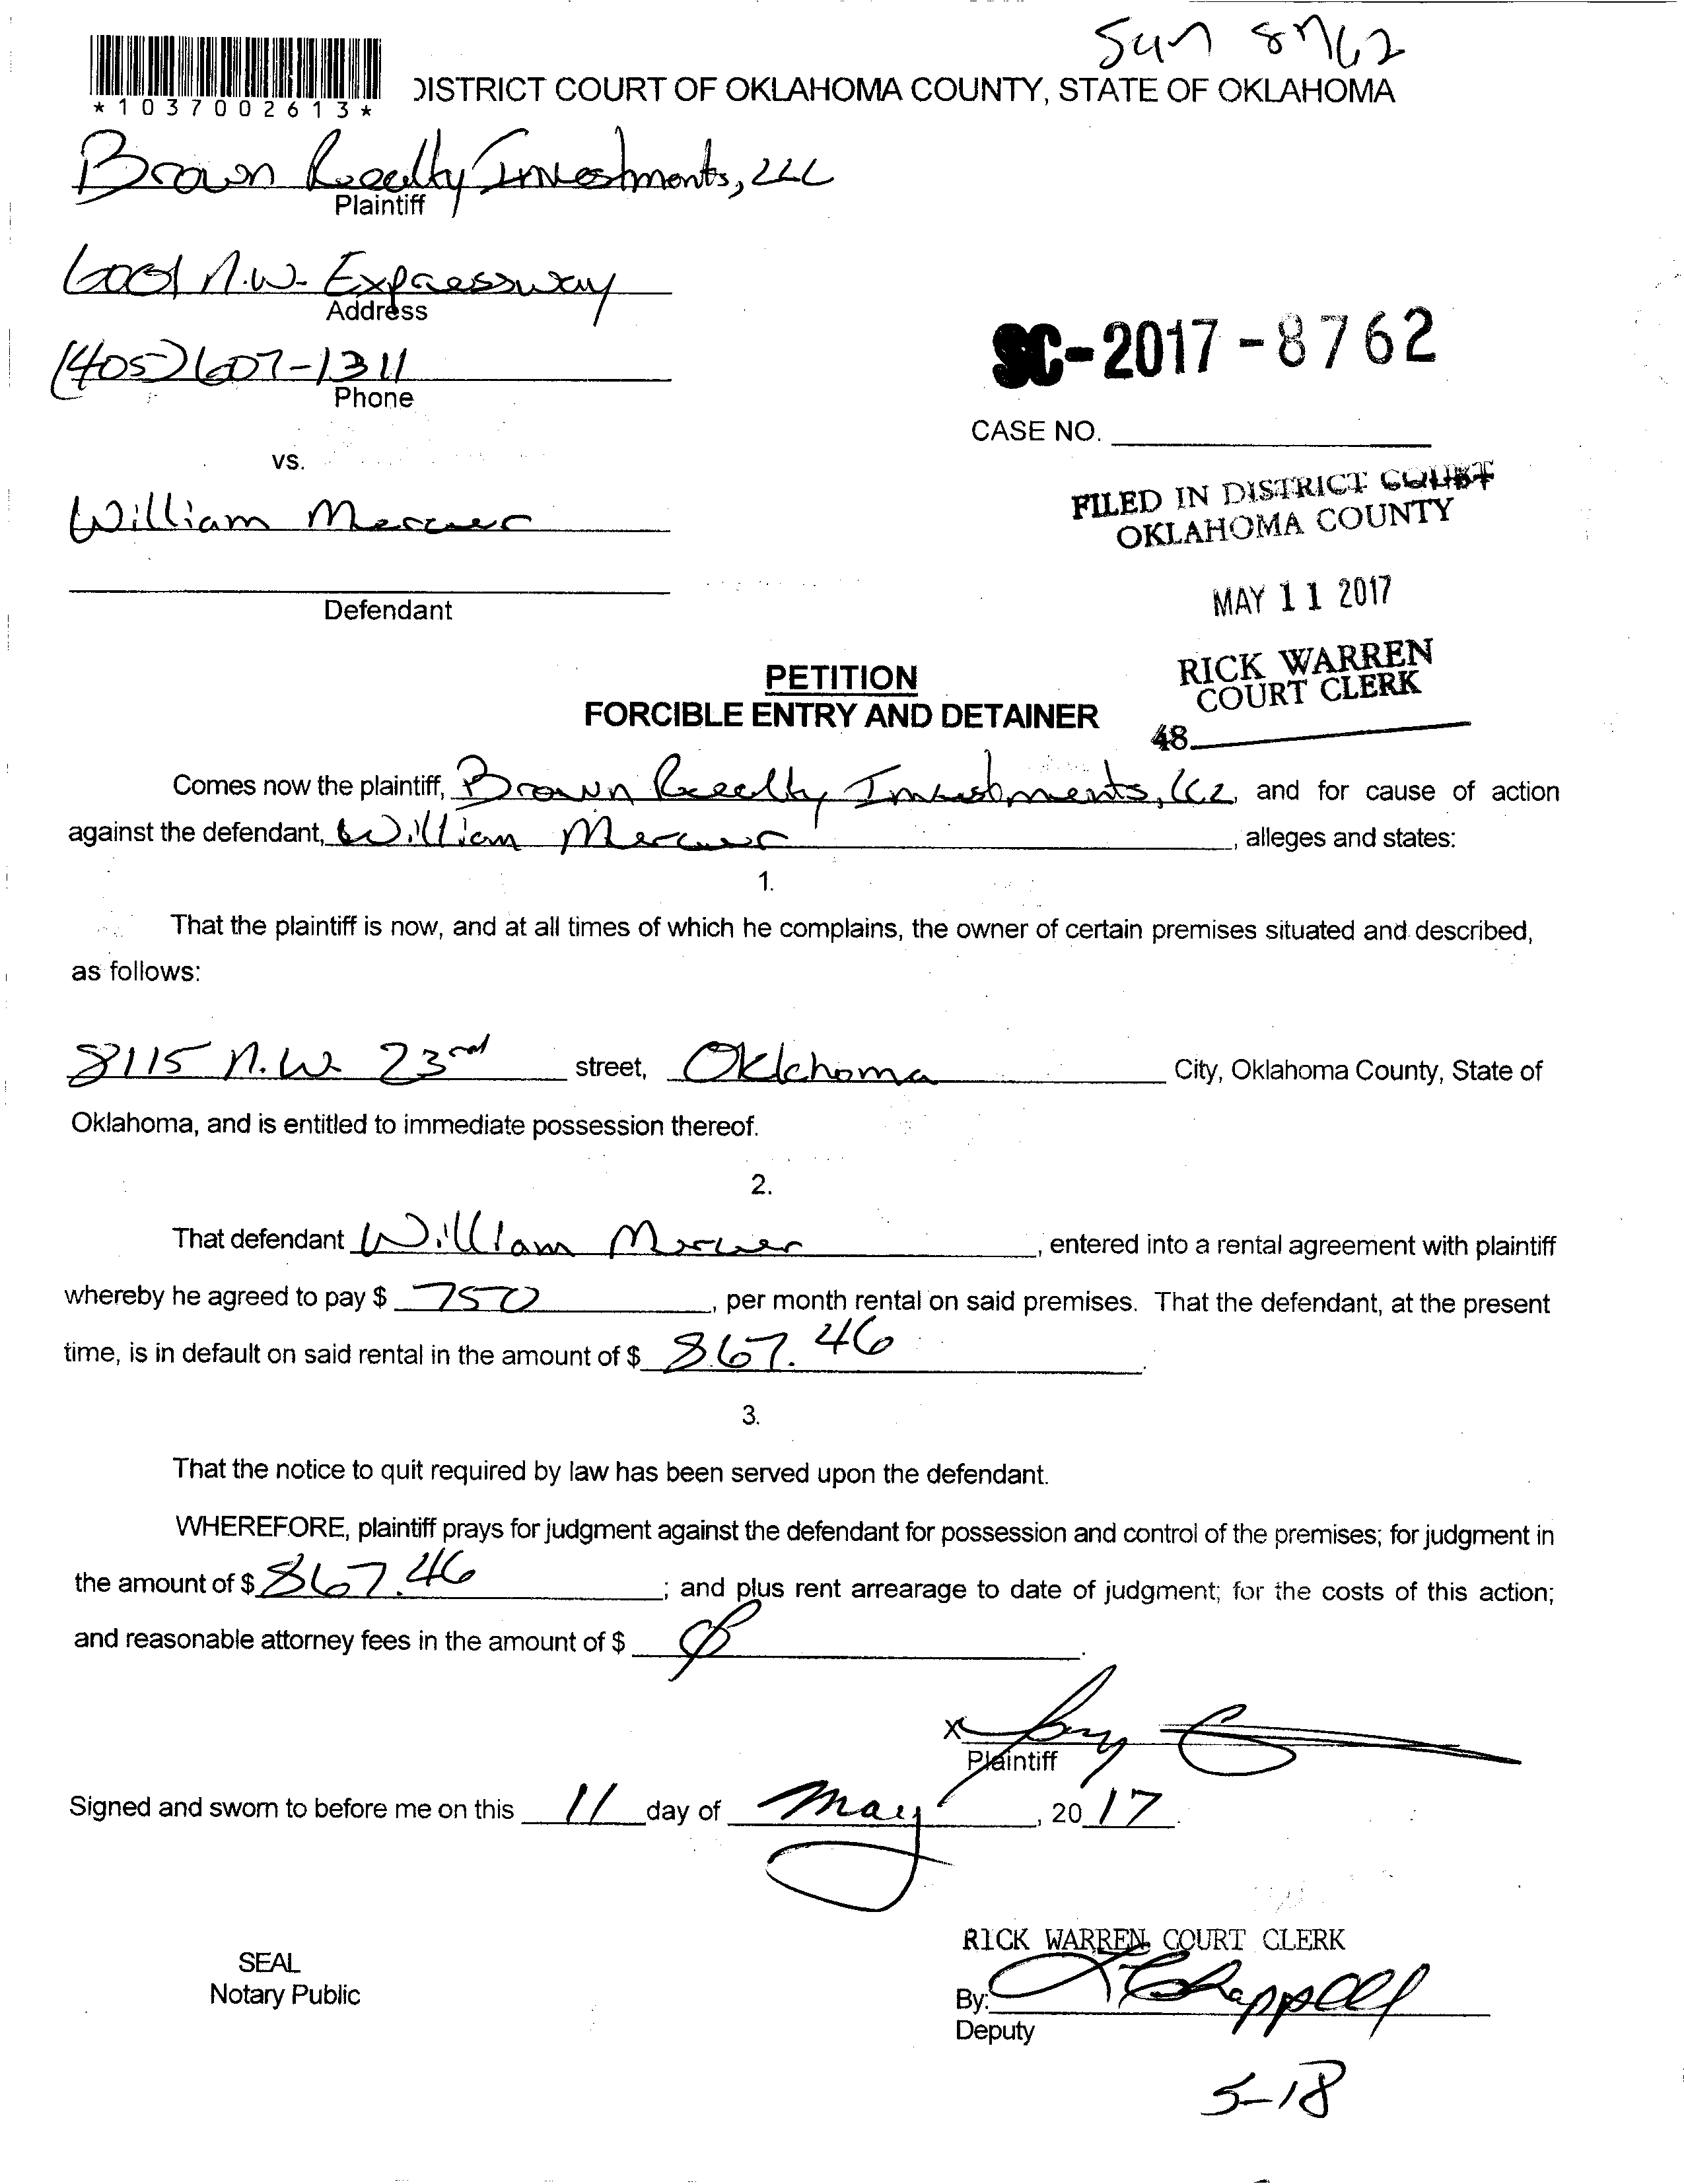 8762
*1037002613*
DISTRICT COURT OF OKLAHOMA COUNTY, STATE OF OKLAHOMA
Brown Realty Investments, LLC
Plaintiff
6001 N.W. Expressway
Address
(405)607-1311
Phone
SC-2017-8762
CASE NO.
vs.
William Mercer
FILED IN DISTRICT COURT
OKLAHOMA COUNTY
Defendant
MAY 11 2017
RICK WARREN
COURT CLERK
48
PETITION
FORCIBLE ENTRY AND DETAINER
Comes now the plaintiff, Brown Realty Investments, LLC, and for cause of action
against the defendant, William Mercer, alleges and states:
1.
That the plaintiff is now, and at all times of which he complains, the owner of certain premises situated and described,
as follows:
8115 N.W. 23rd street, Oklahoma City, Oklahoma County, State of
Oklahoma, and is entitled to immediate possession thereof.
2.
That defendant William Mercer, entered into a rental agreement with plaintiff
whereby he agreed to pay $ 750, per month rental on said premises. That the defendant, at the present
time, is in default on said rental in the amount of $ 867.46.
3.
That the notice to quit required by law has been served upon the defendant.
WHEREFORE, plaintiff prays for judgment against the defendant for possession and control of the premises; for judgment in
the amount of $ 867.46; and plus rent arrearage to date of judgment; for the costs of this action;
and reasonable attorney fees in the amount of $ Ø.
X
Plaintiff
Signed and sworn to before me on this 11 day of May, 2017.
RICK WARREN COURT CLERK
SEAL
Notary Public
By: Chappell
Deputy
5-18